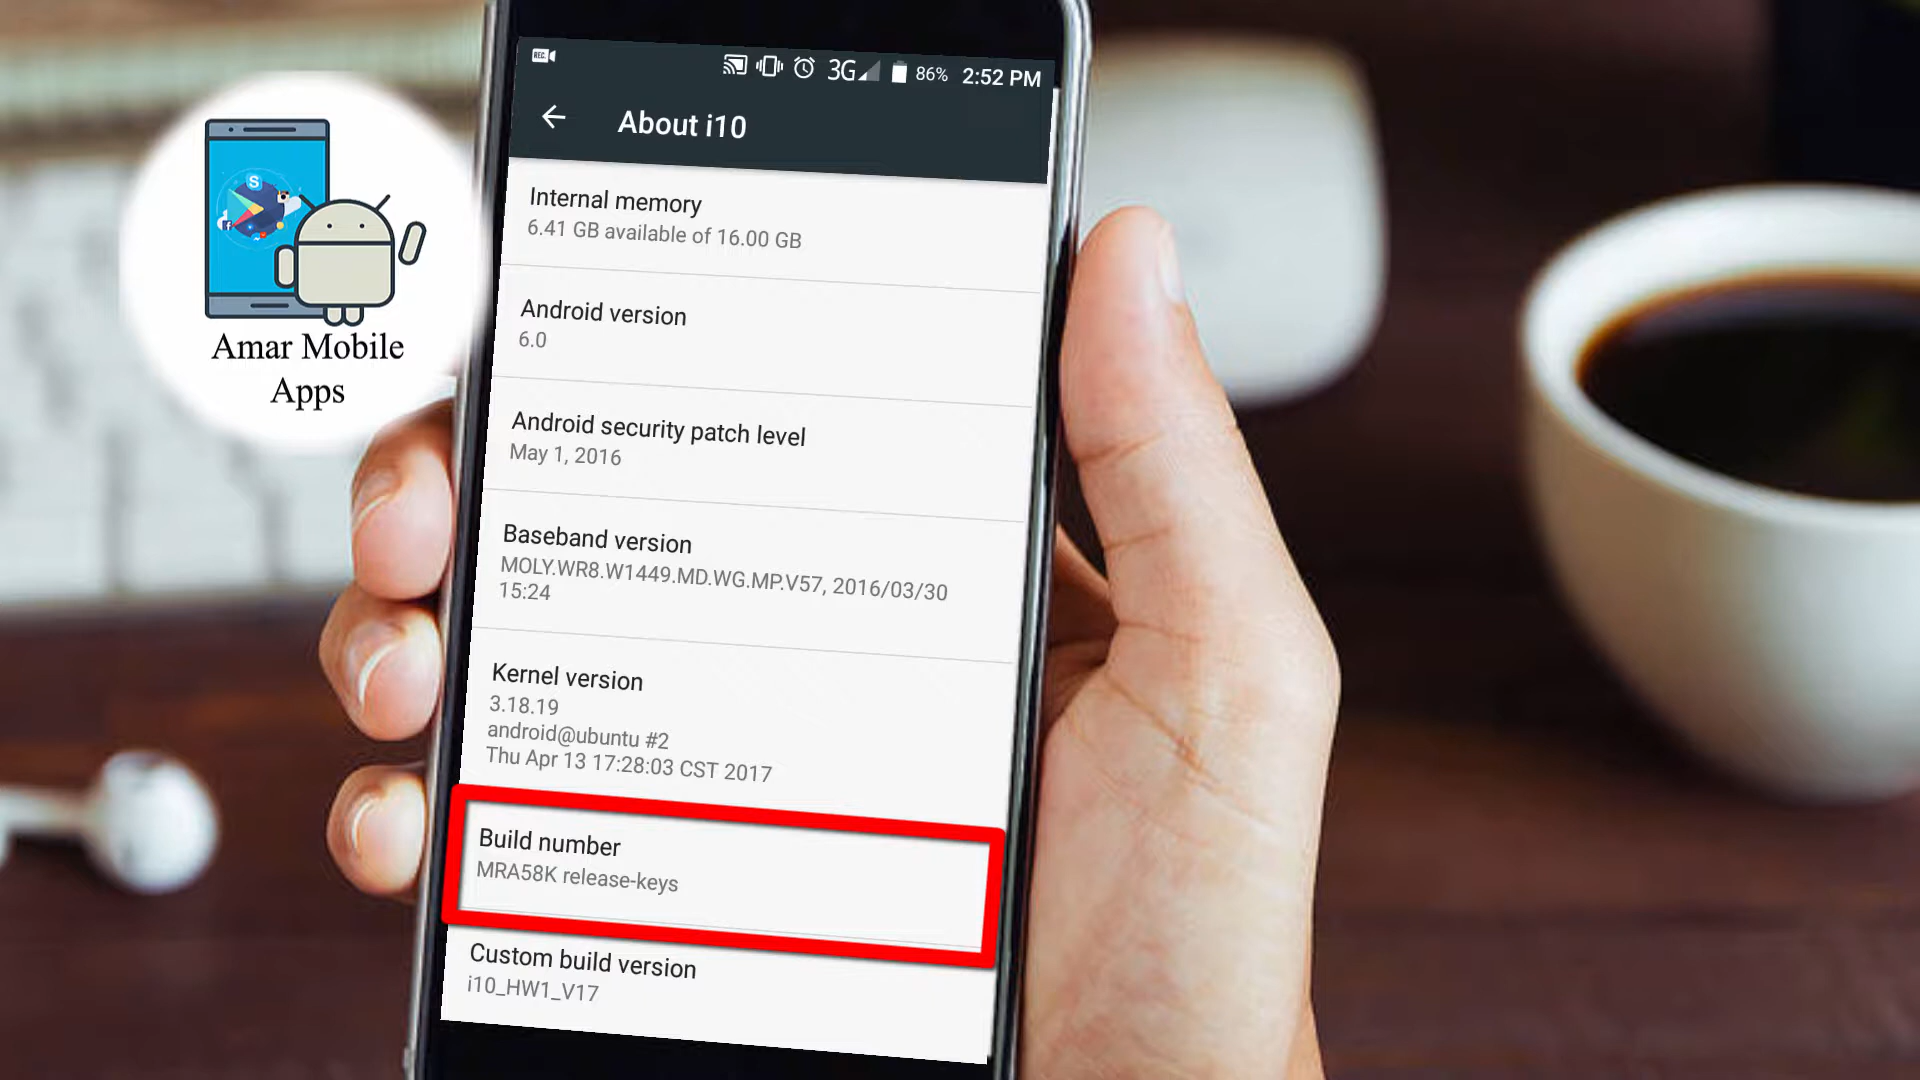 REC
3G 86% 2:52 PM
About i10
Internal memory
6.41 GB available of 16.00 GB
Android version
6.0
Android security patch level
May 1, 2016
Baseband version
MOLY.WR8.W1449.MD.WG.MP.V57, 2016/03/30
15:24
Kernel version
3.18.19
android@ubuntu #2
Thu Apr 13 17:28:03 CST 2017
Build number
MRA58K release-keys
Custom build version
i10_HW1_V17
S
f
Amar Mobile
Apps